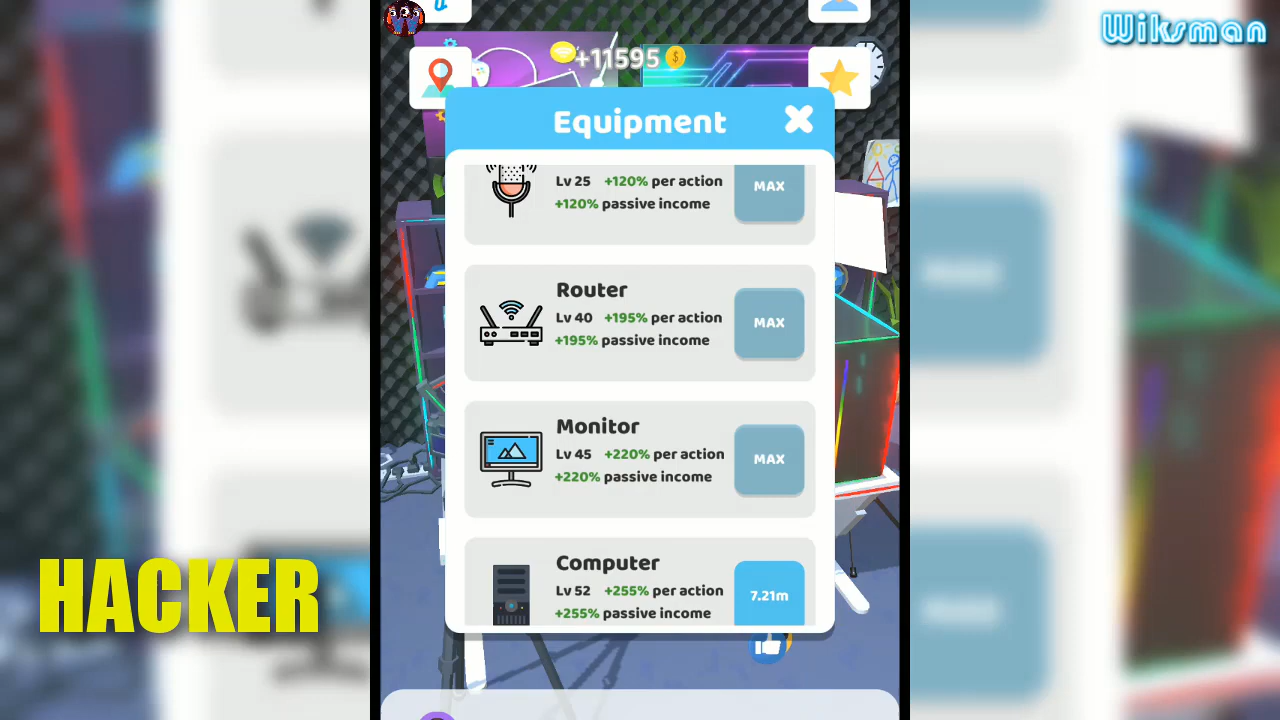 Wiksman
+11595
Equipment
Lv 25 +120% per action
+120% passive income
MAX
Router
Lv 40 +195% per action
+195% passive income
MAX
Monitor
Lv 45 +220% per action
+220% passive income
MAX
Computer
Lv 52 +255% per action
+255% passive income
7.21m
HACKER